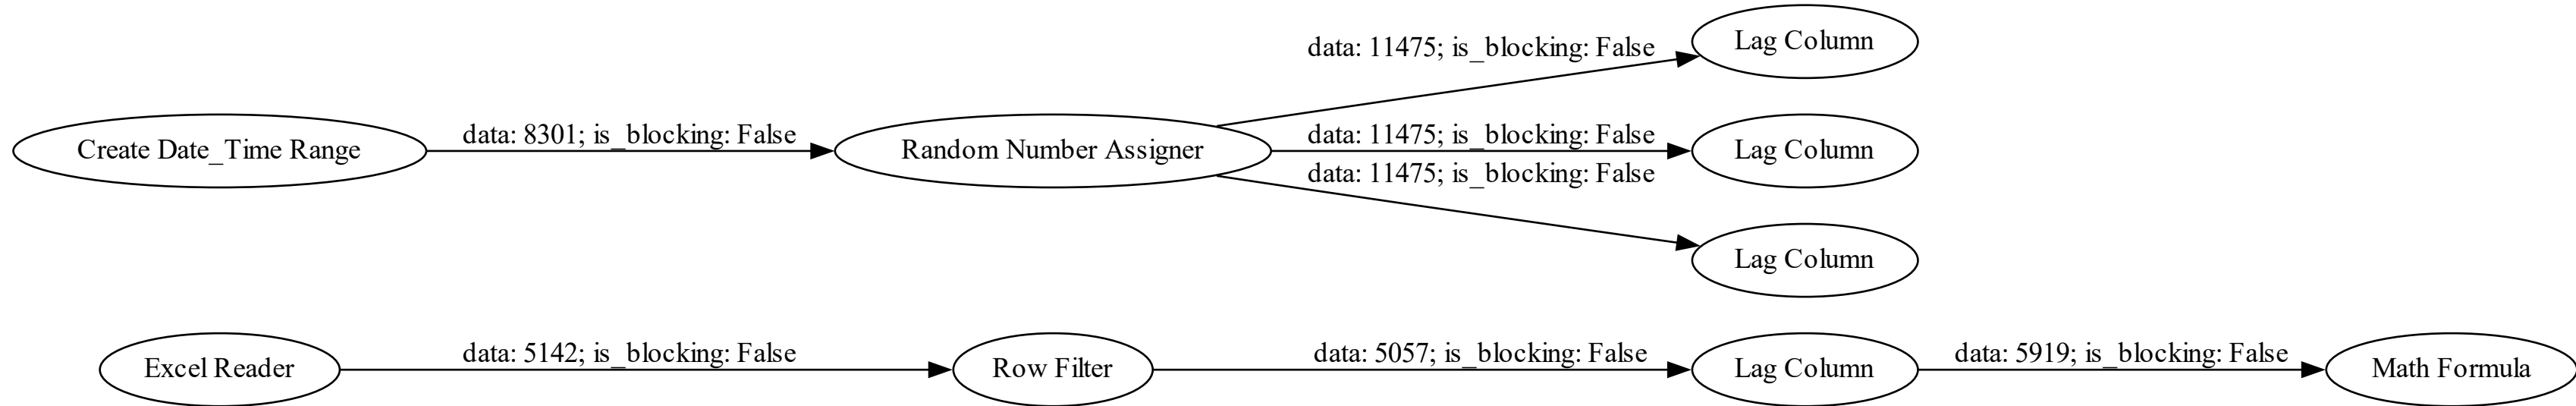 data: 11475; is_blocking: False
Lag Column
Create Date_Time Range
data: 8301; is_blocking: False
Random Number Assigner
data: 11475; is_blocking: False
Lag Column
data: 11475; is_blocking: False
Lag Column
Excel Reader
data: 5142; is_blocking: False
Row Filter
data: 5057; is_blocking: False
Lag Column
data: 5919; is_blocking: False
Math Formula